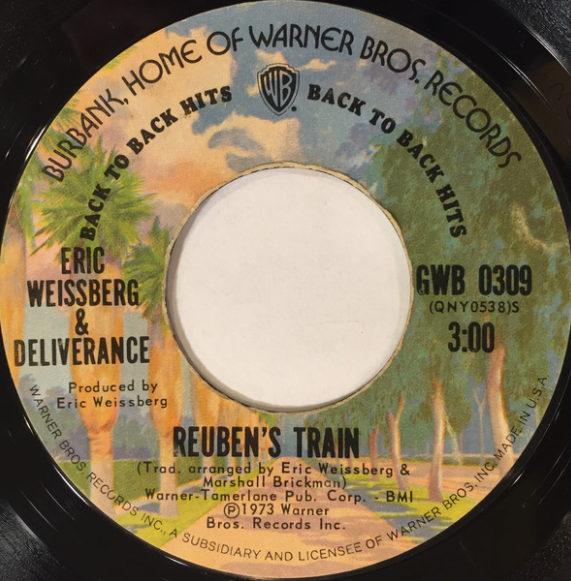 BURBANK, HOME OF WARNER BROS. RECORDS
BACK TO BACK HITS
WB
BACK TO BACK HITS
ERIC
WEISSBERG
&
DELIVERANCE
GWB 0309
(QNY0538)S
3:00
Produced by
Eric Weissberg
REUBEN'S TRAIN
(Trad. arranged by Eric Weissberg &
Marshall Brickman)
Warner-Tamerlane Pub. Corp. - BMI
Ⓟ1973 Warner
Bros. Records Inc.
WARNER BROS. RECORDS INC., A SUBSIDIARY AND LICENSEE OF WARNER BROS., INC. MADE IN U.S.A.